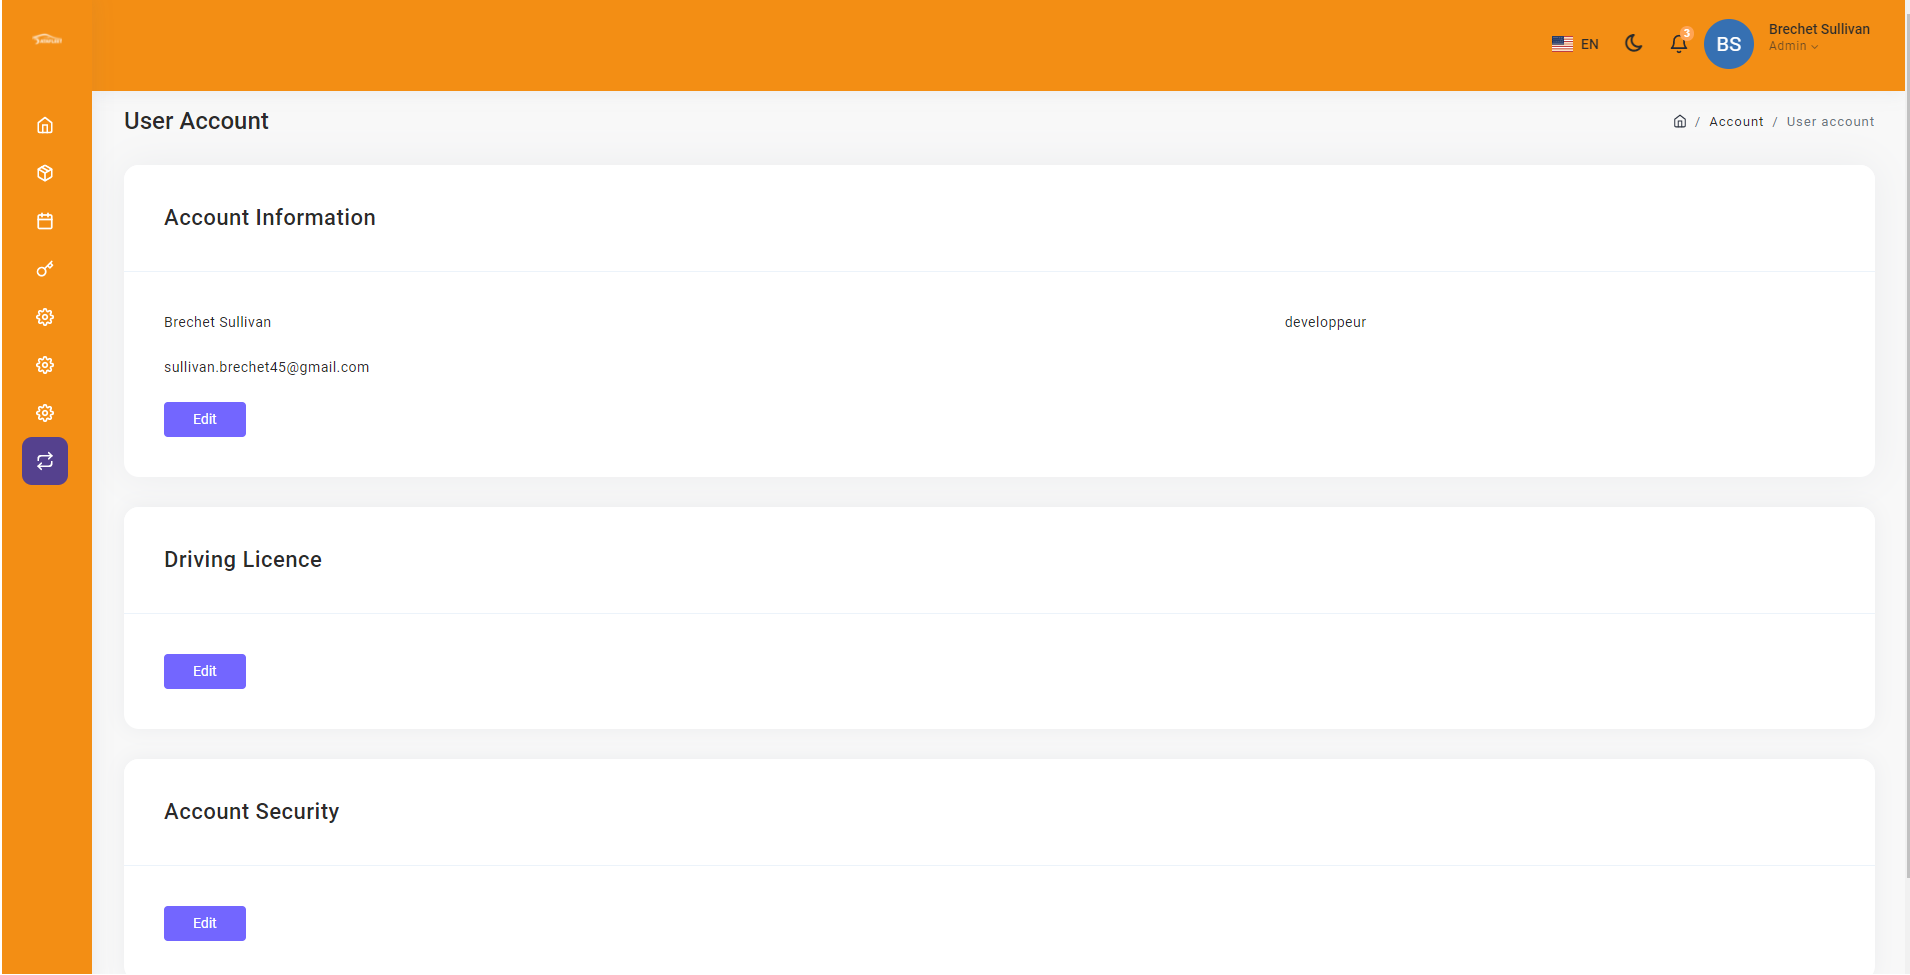 EN
3
BS
Brechet Sullivan
Admin
User Account
/ Account / User account
Account Information
Brechet Sullivan
developpeur
sullivan.brechet45@gmail.com
Edit
Driving Licence
Edit
Account Security
Edit